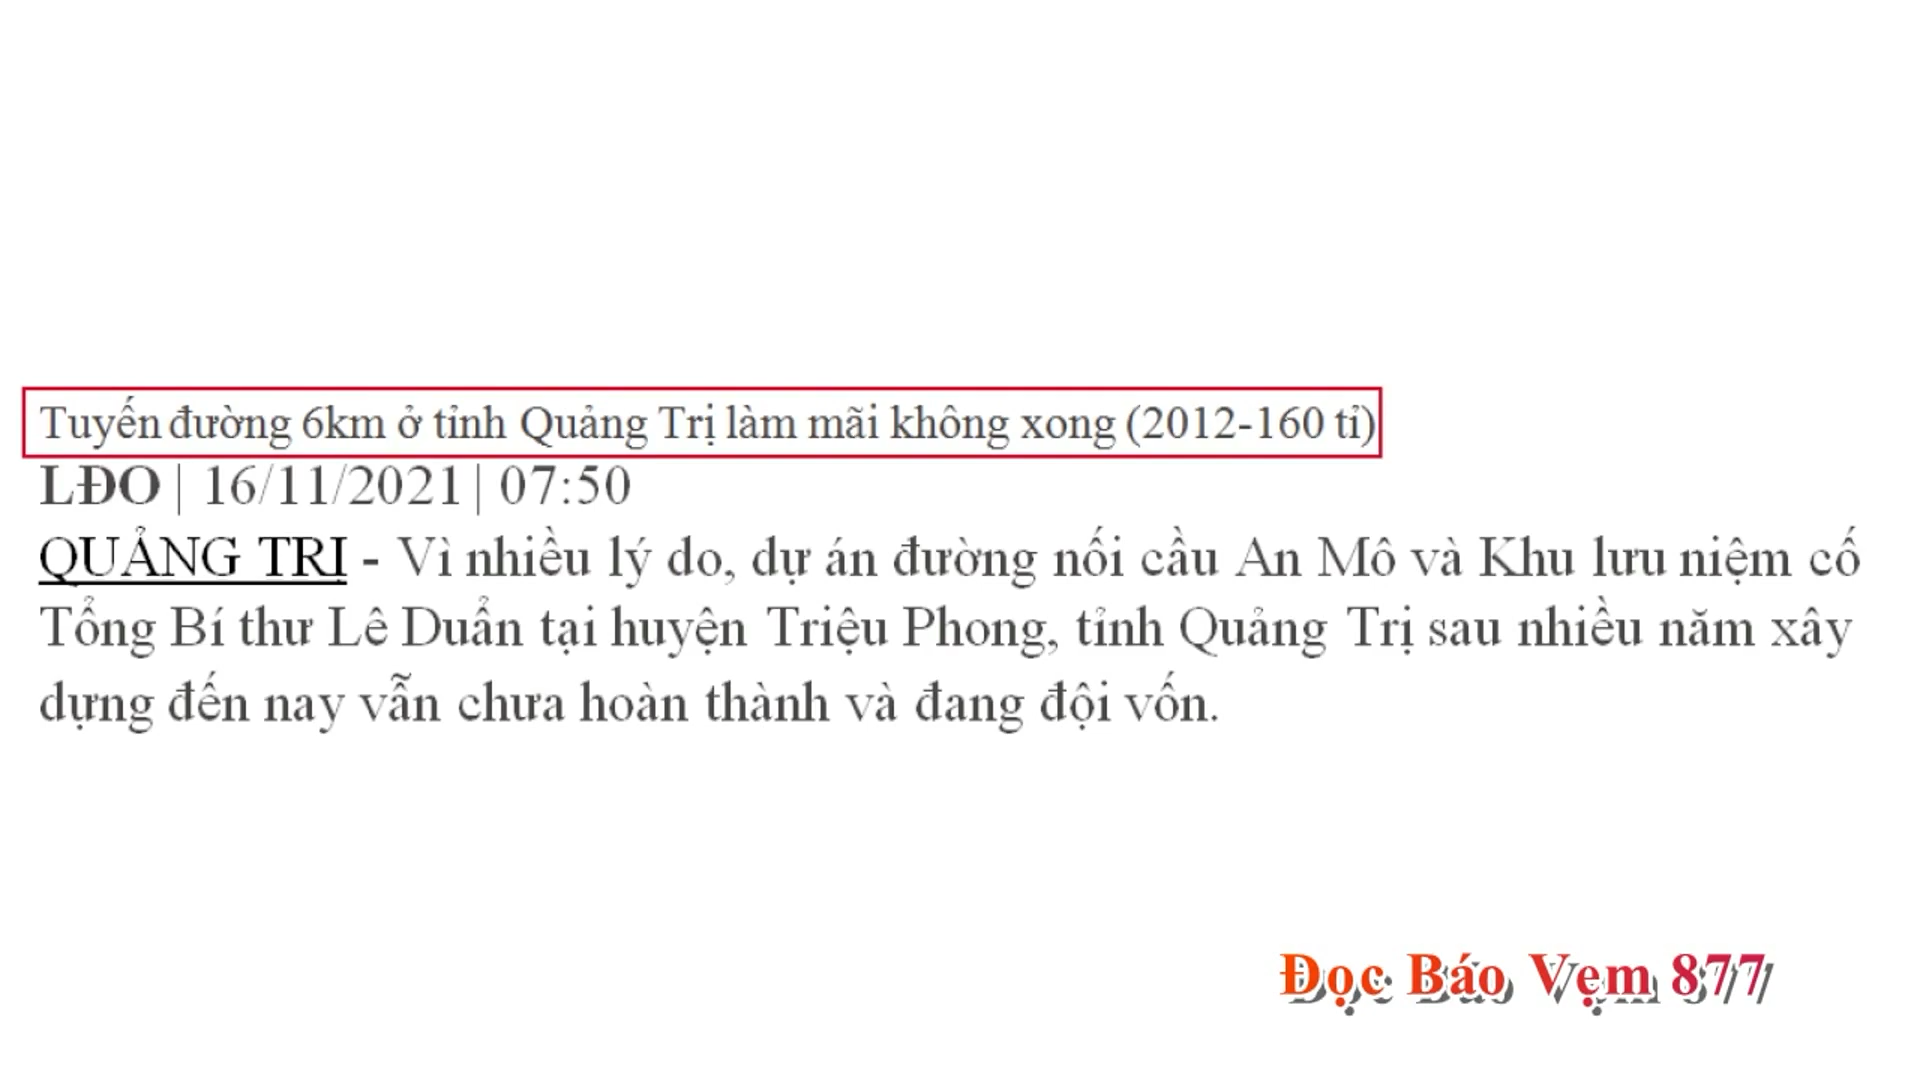 Tuyến đường 6km ở tỉnh Quảng Trị làm mãi không xong (2012-160 tỉ)
LĐO | 16/11/2021 | 07:50
QUẢNG TRỊ - Vì nhiều lý do, dự án đường nối cầu An Mô và Khu lưu niệm cố
Tổng Bí thư Lê Duẩn tại huyện Triệu Phong, tỉnh Quảng Trị sau nhiều năm xây
dựng đến nay vẫn chưa hoàn thành và đang đội vốn.
Đọc Báo Vẹm 877